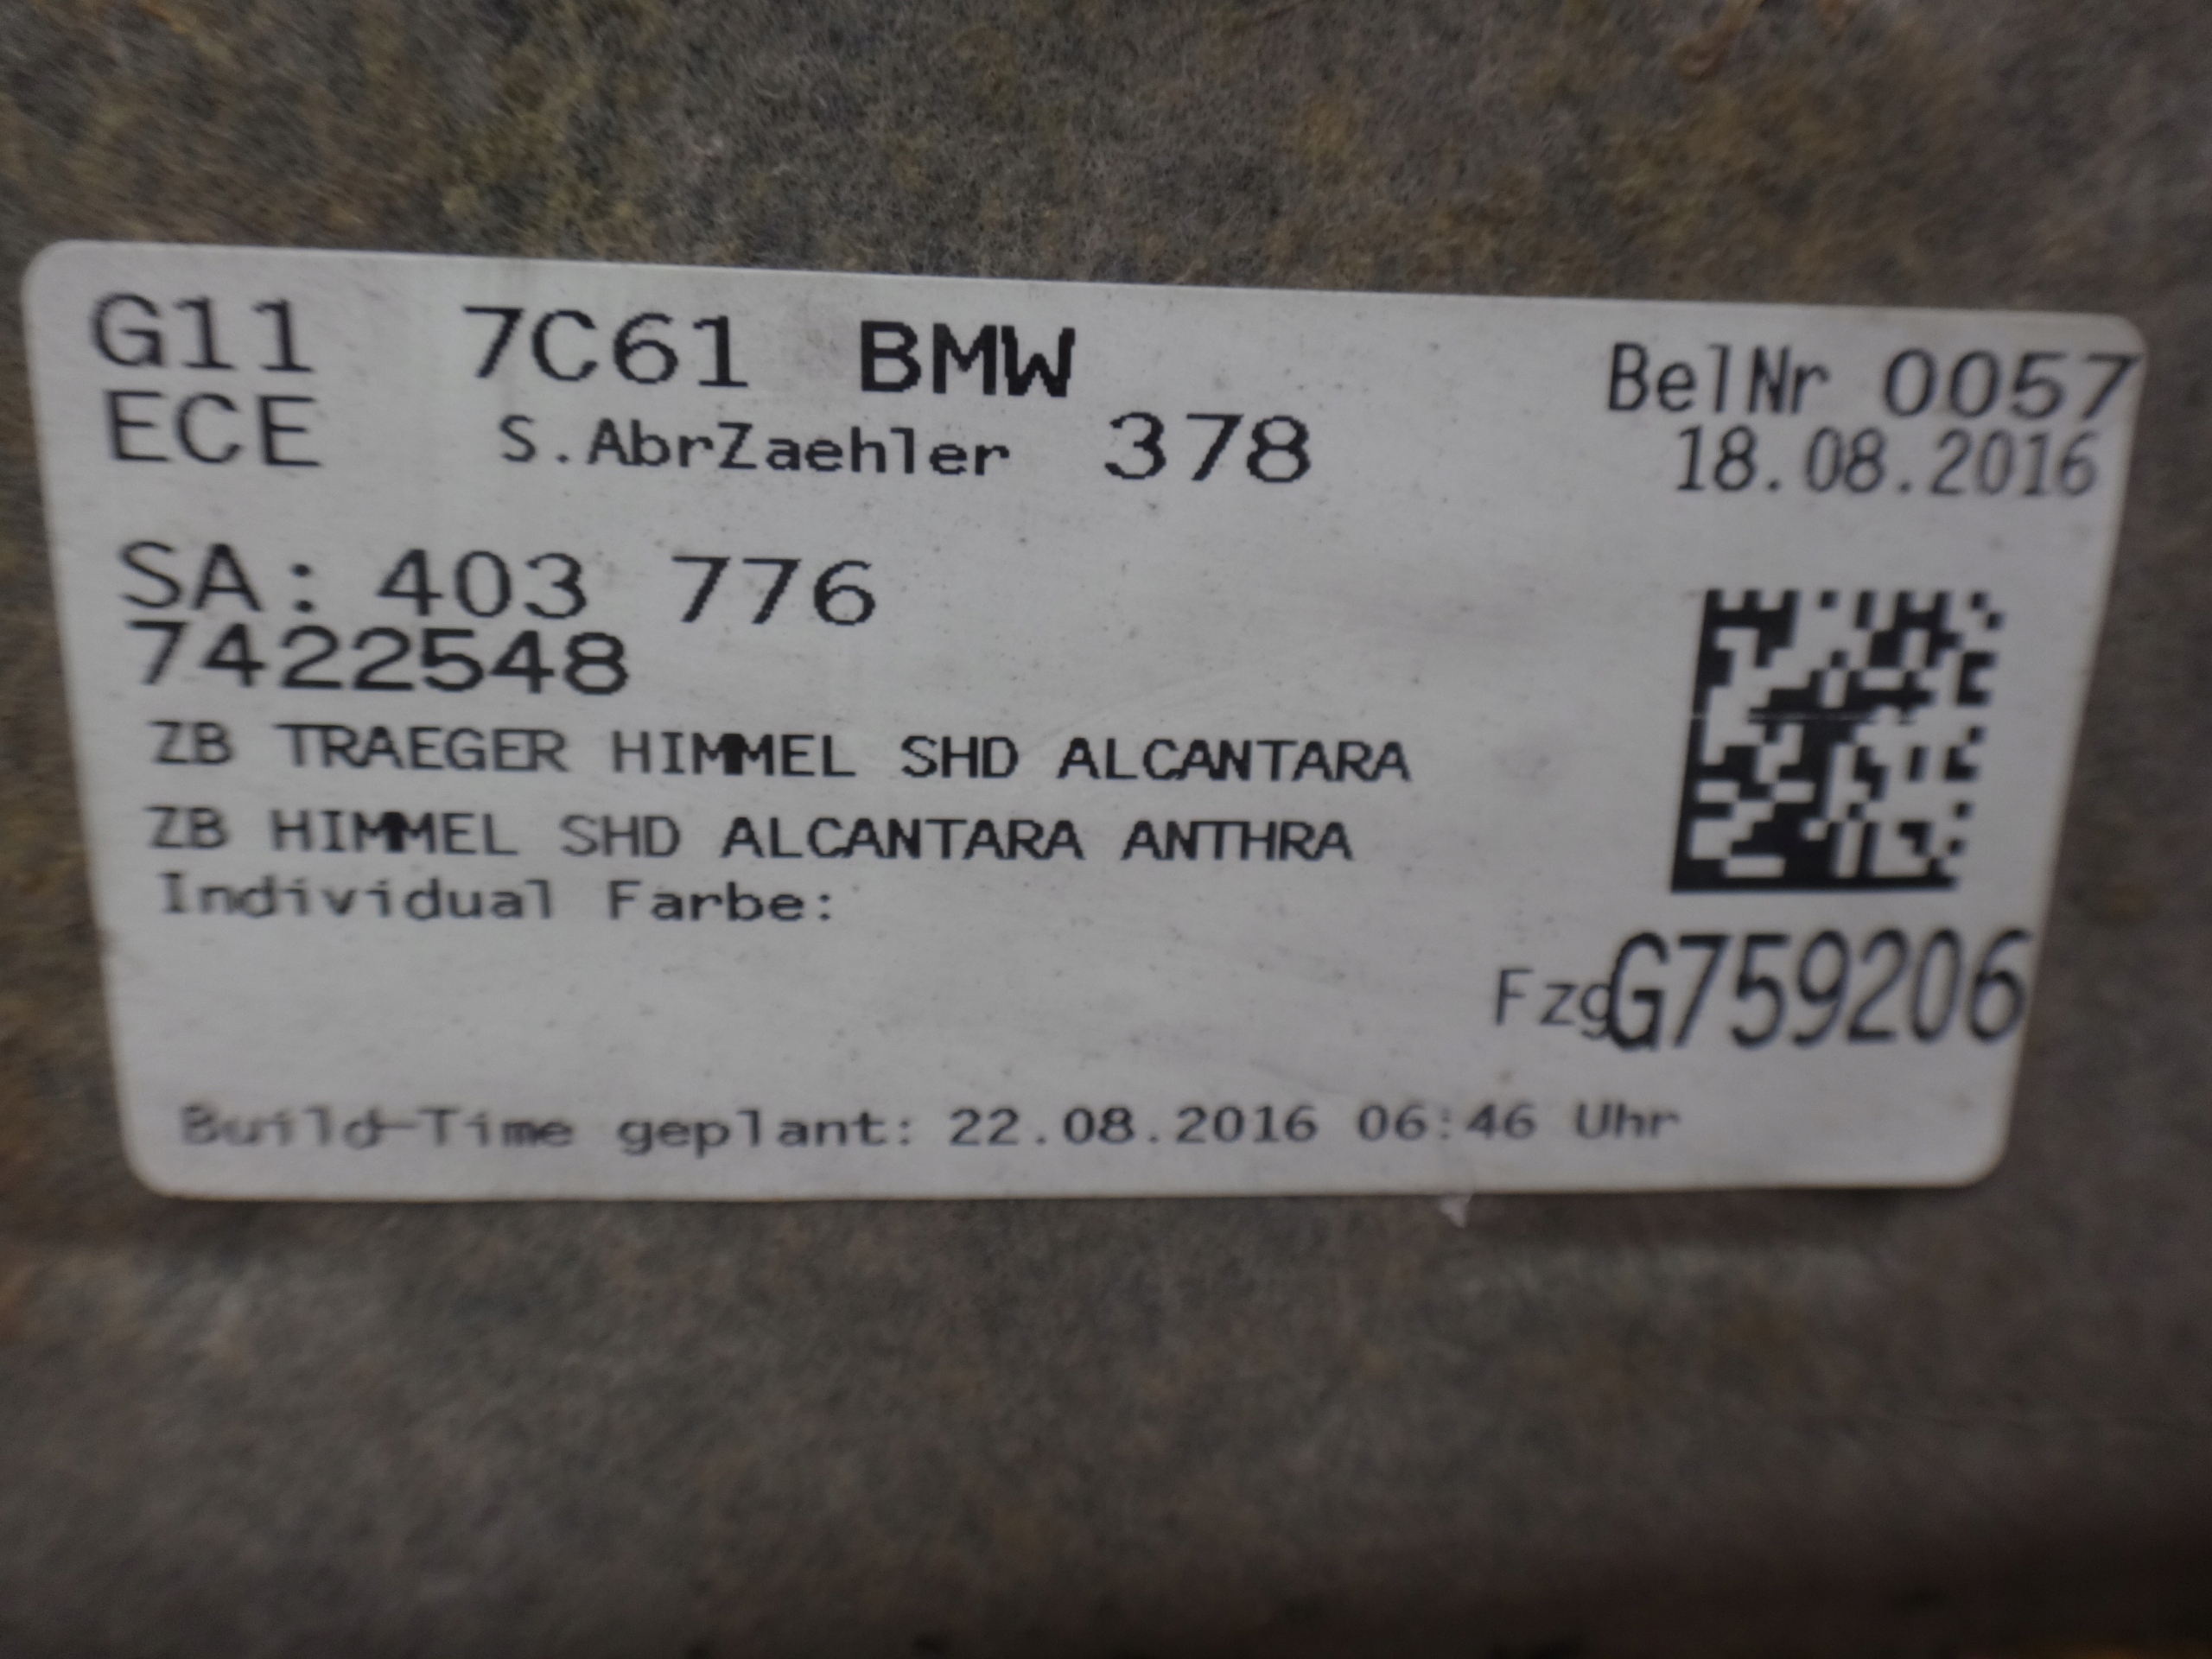 G11 7C61 BMW BelNr 0057
ECE S.AbrZaehler 378 18.08.2016
SA: 403 776
7422548
ZB TRAEGER HIMMEL SHD ALCANTARA
ZB HIMMEL SHD ALCANTARA ANTHRA
Individual Farbe:
FzgG759206
Build-Time geplant: 22.08.2016 06:46 Uhr